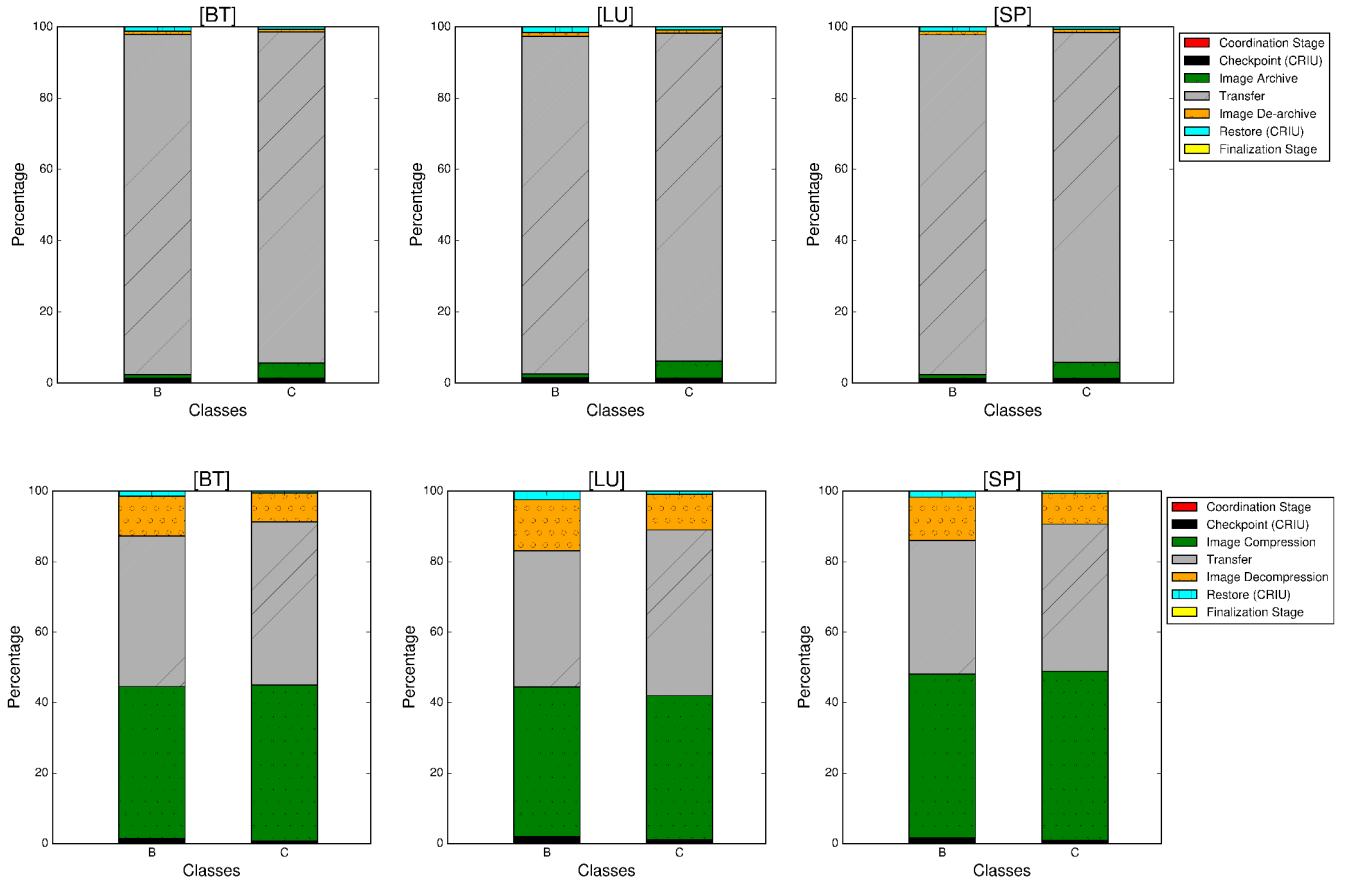 [BT]
100
80
60
40
20
0
Percentage
B
C
Classes
[LU]
100
80
60
40
20
0
Percentage
B
C
Classes
[SP]
100
80
60
40
20
0
Percentage
B
C
Classes
Coordination Stage
Checkpoint (CRIU)
Image Archive
Transfer
Image De-archive
Restore (CRIU)
Finalization Stage
[BT]
100
80
60
40
20
0
Percentage
B
C
Classes
[LU]
100
80
60
40
20
0
Percentage
B
C
Classes
[SP]
100
80
60
40
20
0
Percentage
B
C
Classes
Coordination Stage
Checkpoint (CRIU)
Image Compression
Transfer
Image Decompression
Restore (CRIU)
Finalization Stage